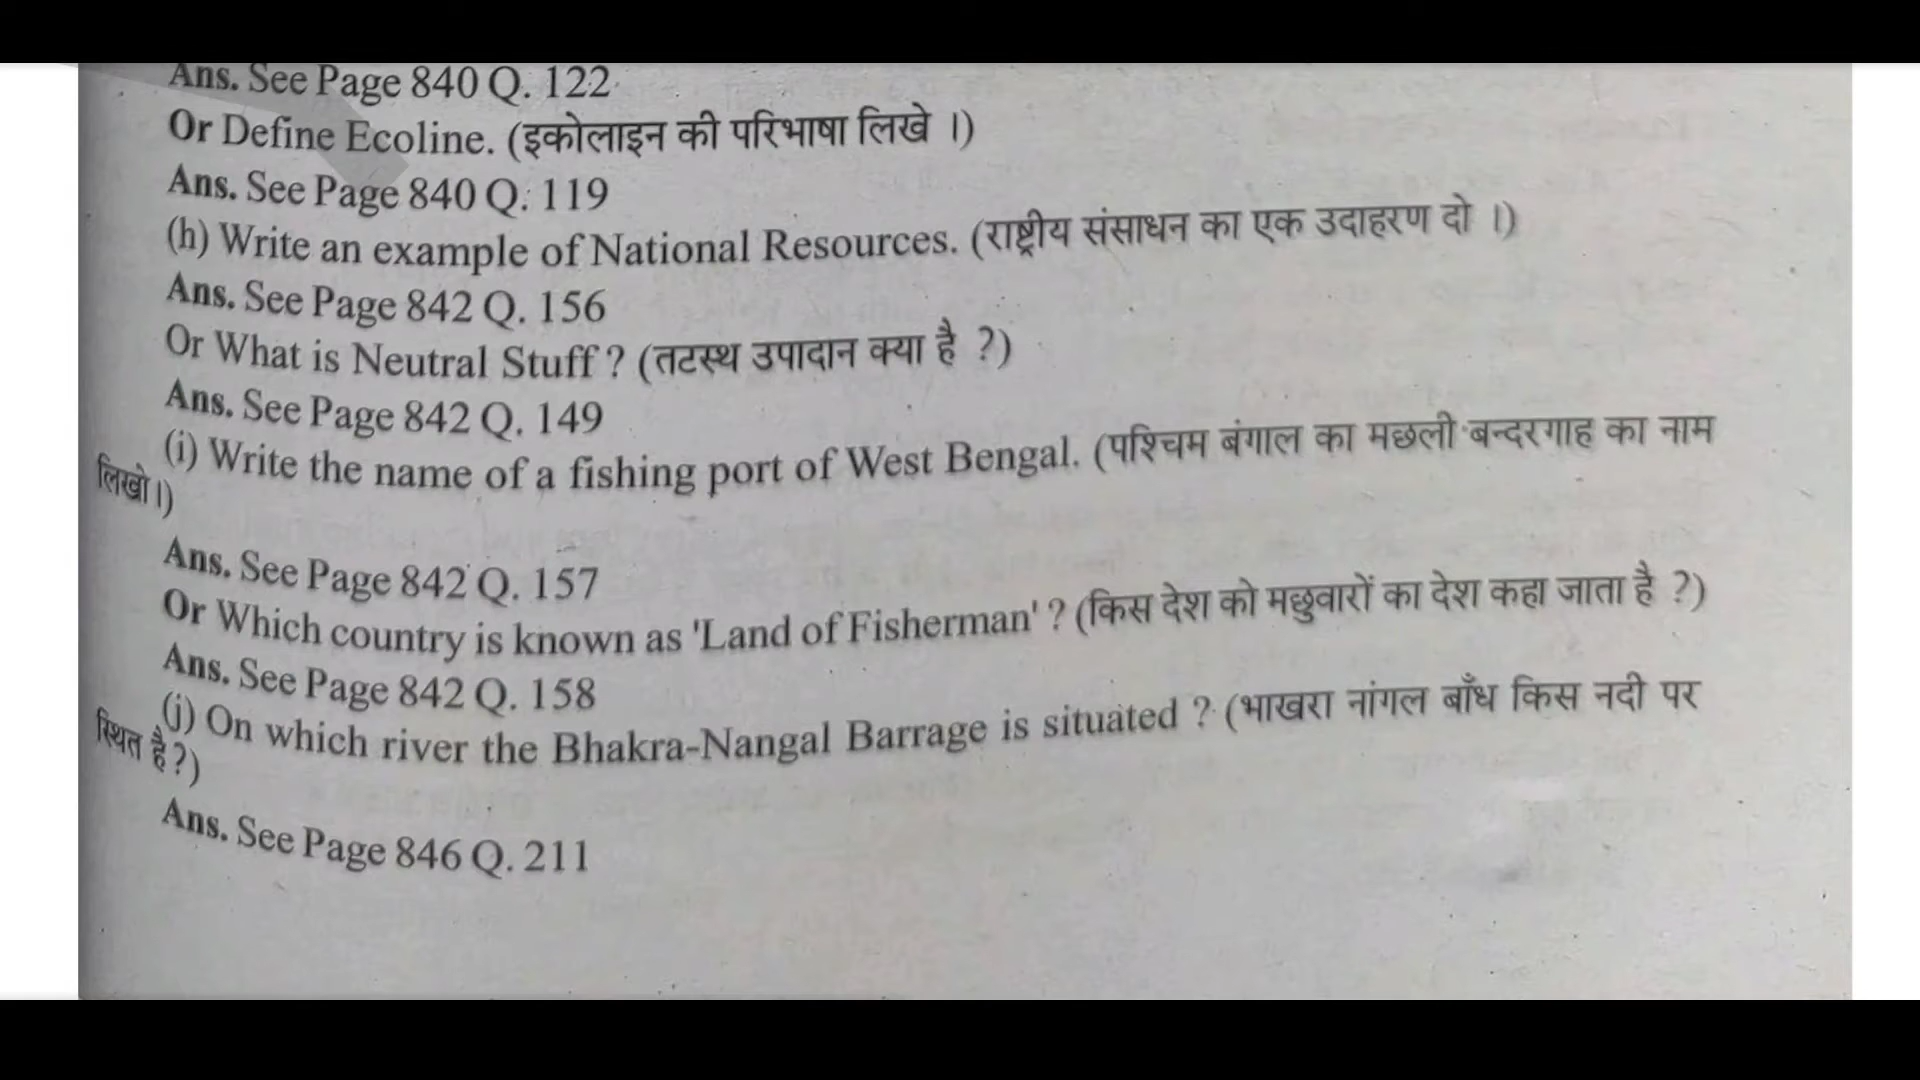 Ans. See Page 840 Q. 122
Or Define Ecoline. (इकोलाइन की परिभाषा लिखे ।)
Ans. See Page 840 Q. 119
(h) Write an example of National Resources. (राष्ट्रीय संसाधन का एक उदाहरण दो ।)
Ans. See Page 842 Q. 156
Or What is Neutral Stuff ? (तटस्थ उपादान क्या है ?)
Ans. See Page 842 Q. 149
(i) Write the name of a fishing port of West Bengal. (पश्चिम बंगाल का मछली बन्दरगाह का नाम
लिखो।)
Ans. See Page 842 Q. 157
Or Which country is known as 'Land of Fisherman' ? (किस देश को मछुवारों का देश कहा जाता है ?)
Ans. See Page 842 Q. 158
(j) On which river the Bhakra-Nangal Barrage is situated ? (भाखरा नांगल बाँध किस नदी पर
स्थित है?)
Ans. See Page 846 Q. 211